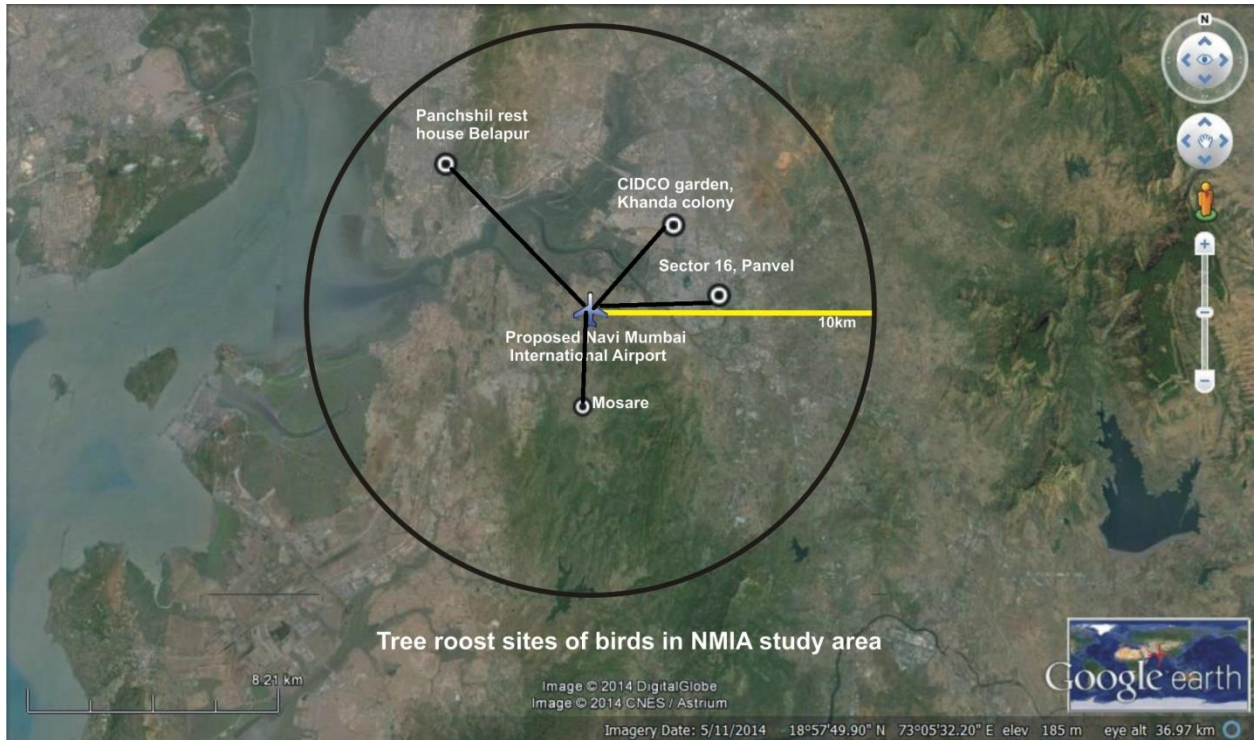 N
Panchshil rest
house Belapur
CIDCO garden,
Khanda colony
Sector 16, Panvel
10km
Proposed Navi Mumbai
International Airport
Mosare
Tree roost sites of birds in NMIA study area
8.21 km
Image © 2014 DigitalGlobe
Image © 2014 CNES / Astrium
Google earth
Imagery Date: 5/11/2014 18°57'49.90" N 73°05'32.20" E elev 185 m eye alt 36.97 km